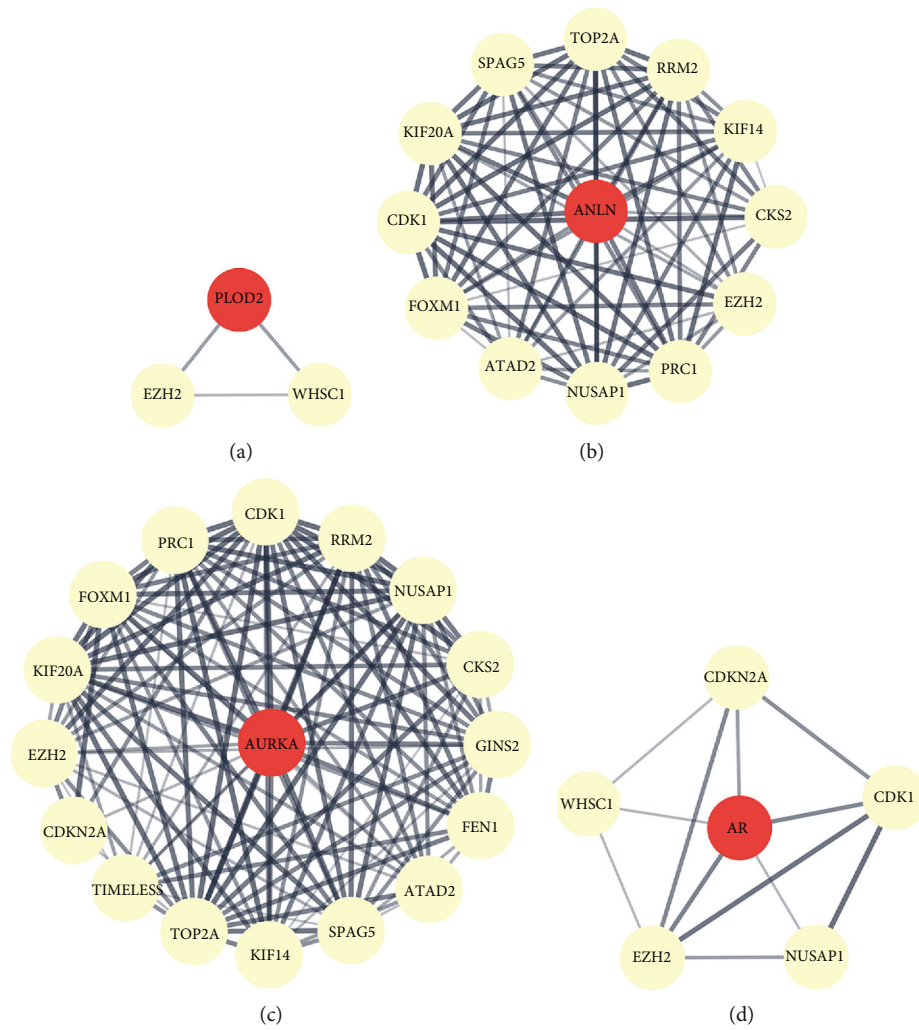 TOP2A
SPAG5
RRM2
KIF20A
KIF14
ANLN
CDK1
CKS2
PLOD2
FOXM1
EZH2
ATAD2
PRC1
EZH2
WHSC1
NUSAP1
(a)
(b)
CDK1
PRC1
RRM2
FOXM1
NUSAP1
KIF20A
CKS2
AURKA
EZH2
GINS2
CDKN2A
FEN1
TIMELESS
ATAD2
TOP2A
SPAG5
KIF14
(c)
CDKN2A
WHSC1
CDK1
AR
EZH2
NUSAP1
(d)